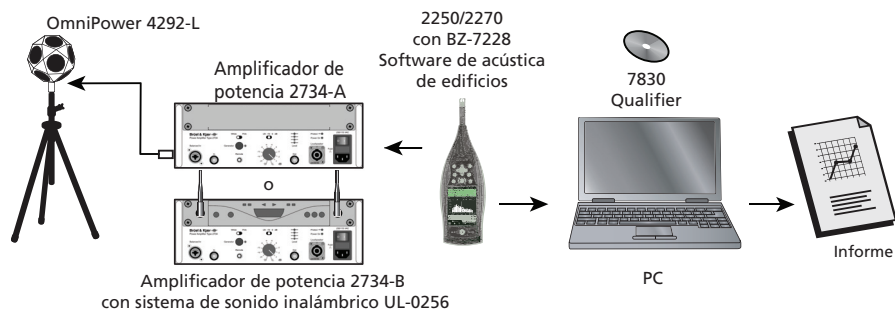 OmniPower 4292-L
Amplificador de
potencia 2734-A
O
Amplificador de potencia 2734-B
con sistema de sonido inalámbrico UL-0256
2250/2270
con BZ-7228
Software de acústica
de edificios
7830
Qualifier
PC
Informe